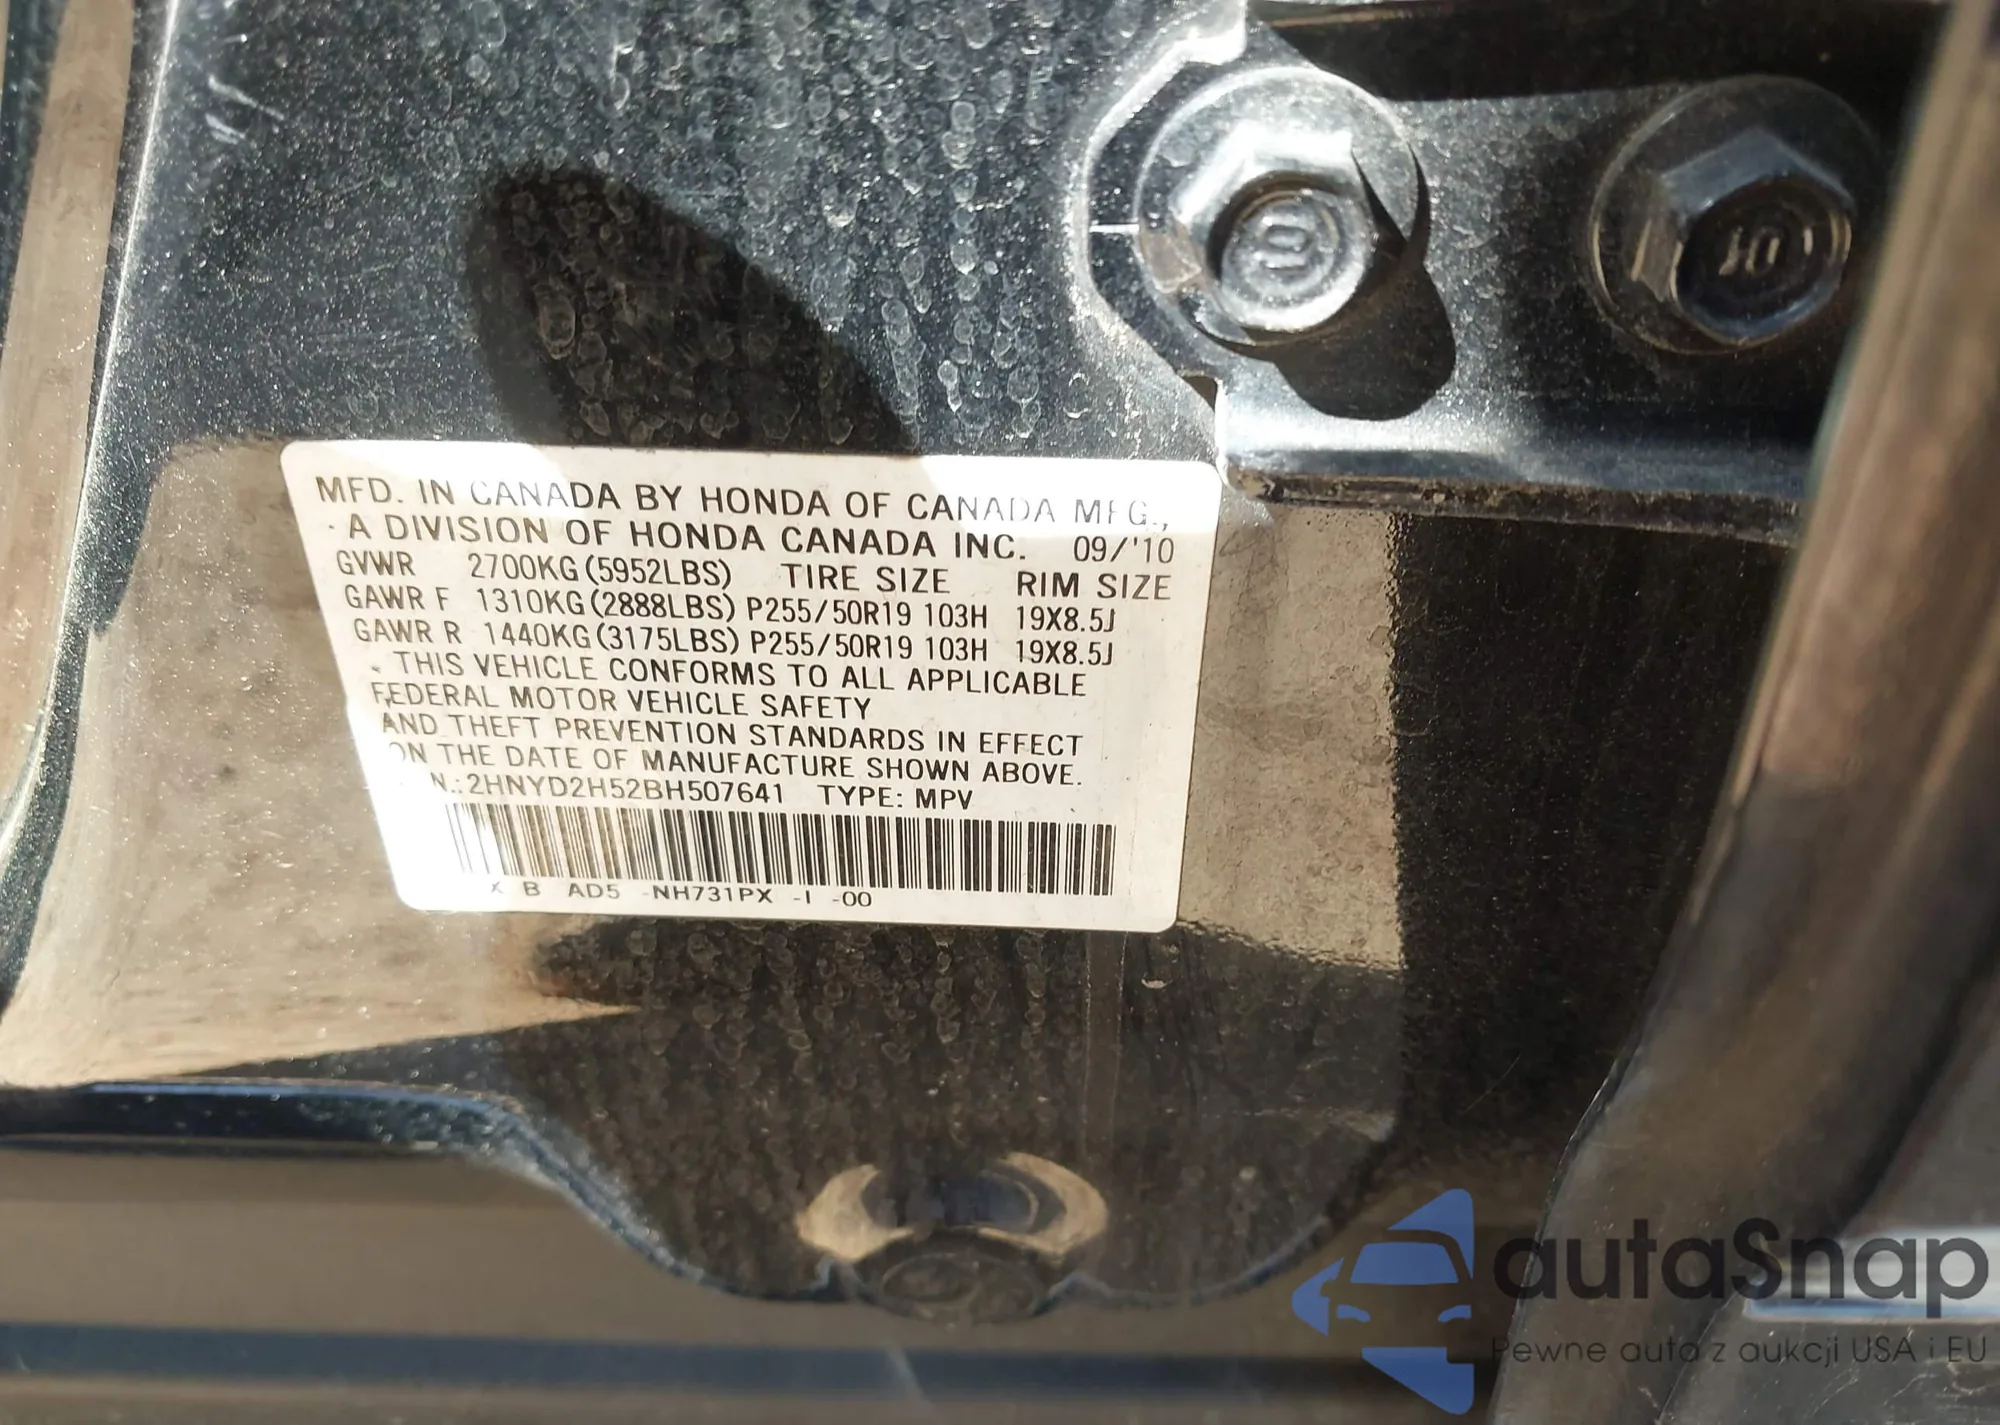 MFD. IN CANADA BY HONDA OF CANADA MFG.,
A DIVISION OF HONDA CANADA INC. 09/'10
GVWR 2700KG (5952LBS) TIRE SIZE RIM SIZE
GAWR F 1310KG (2888LBS) P255/50R19 103H 19X8.5J
GAWR R 1440KG (3175LBS) P255/50R19 103H 19X8.5J
THIS VEHICLE CONFORMS TO ALL APPLICABLE
FEDERAL MOTOR VEHICLE SAFETY
AND THEFT PREVENTION STANDARDS IN EFFECT
ON THE DATE OF MANUFACTURE SHOWN ABOVE.
N.: 2HNYD2H52BH507641 TYPE: MPV
X B AD5 -NH731PX -I -00
autaSnap
Pewne auta z aukcji USA i EU